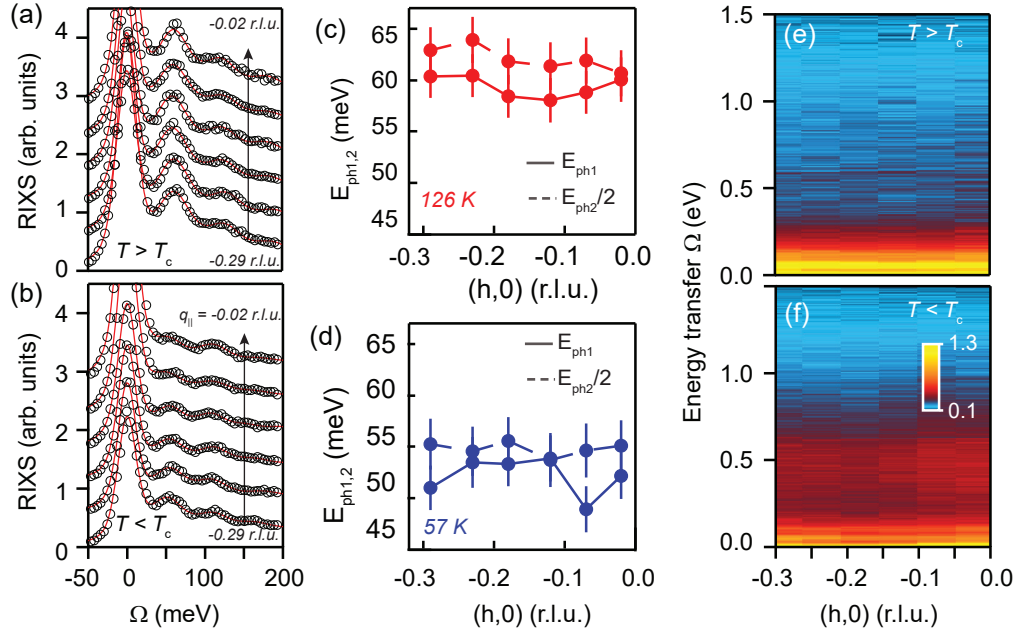 (a)
-0.02 r.l.u.
4
3
2
1
0
RIXS (arb. units)
T > Tc
-0.29 r.l.u.
(b)
q|| = -0.02 r.l.u.
4
3
2
1
0
RIXS (arb. units)
T < Tc
-0.29 r.l.u.
-50 0 100 200
Ω (meV)
(c)
65
60
55
50
45
E ph1,2 (meV)
Eph1
Eph2/2
126 K
-0.3 -0.2 -0.1 0.0
(h,0) (r.l.u.)
(d)
65
60
55
50
45
E ph1,2 (meV)
Eph1
Eph2/2
57 K
-0.3 -0.2 -0.1 0.0
(h,0) (r.l.u.)
(e)
T > Tc
1.5
1.0
0.5
0.0
Energy transfer Ω (eV)
(f)
T < Tc
1.3
0.1
1.0
0.5
0.0
-0.3 -0.2 -0.1 0.0
(h,0) (r.l.u.)